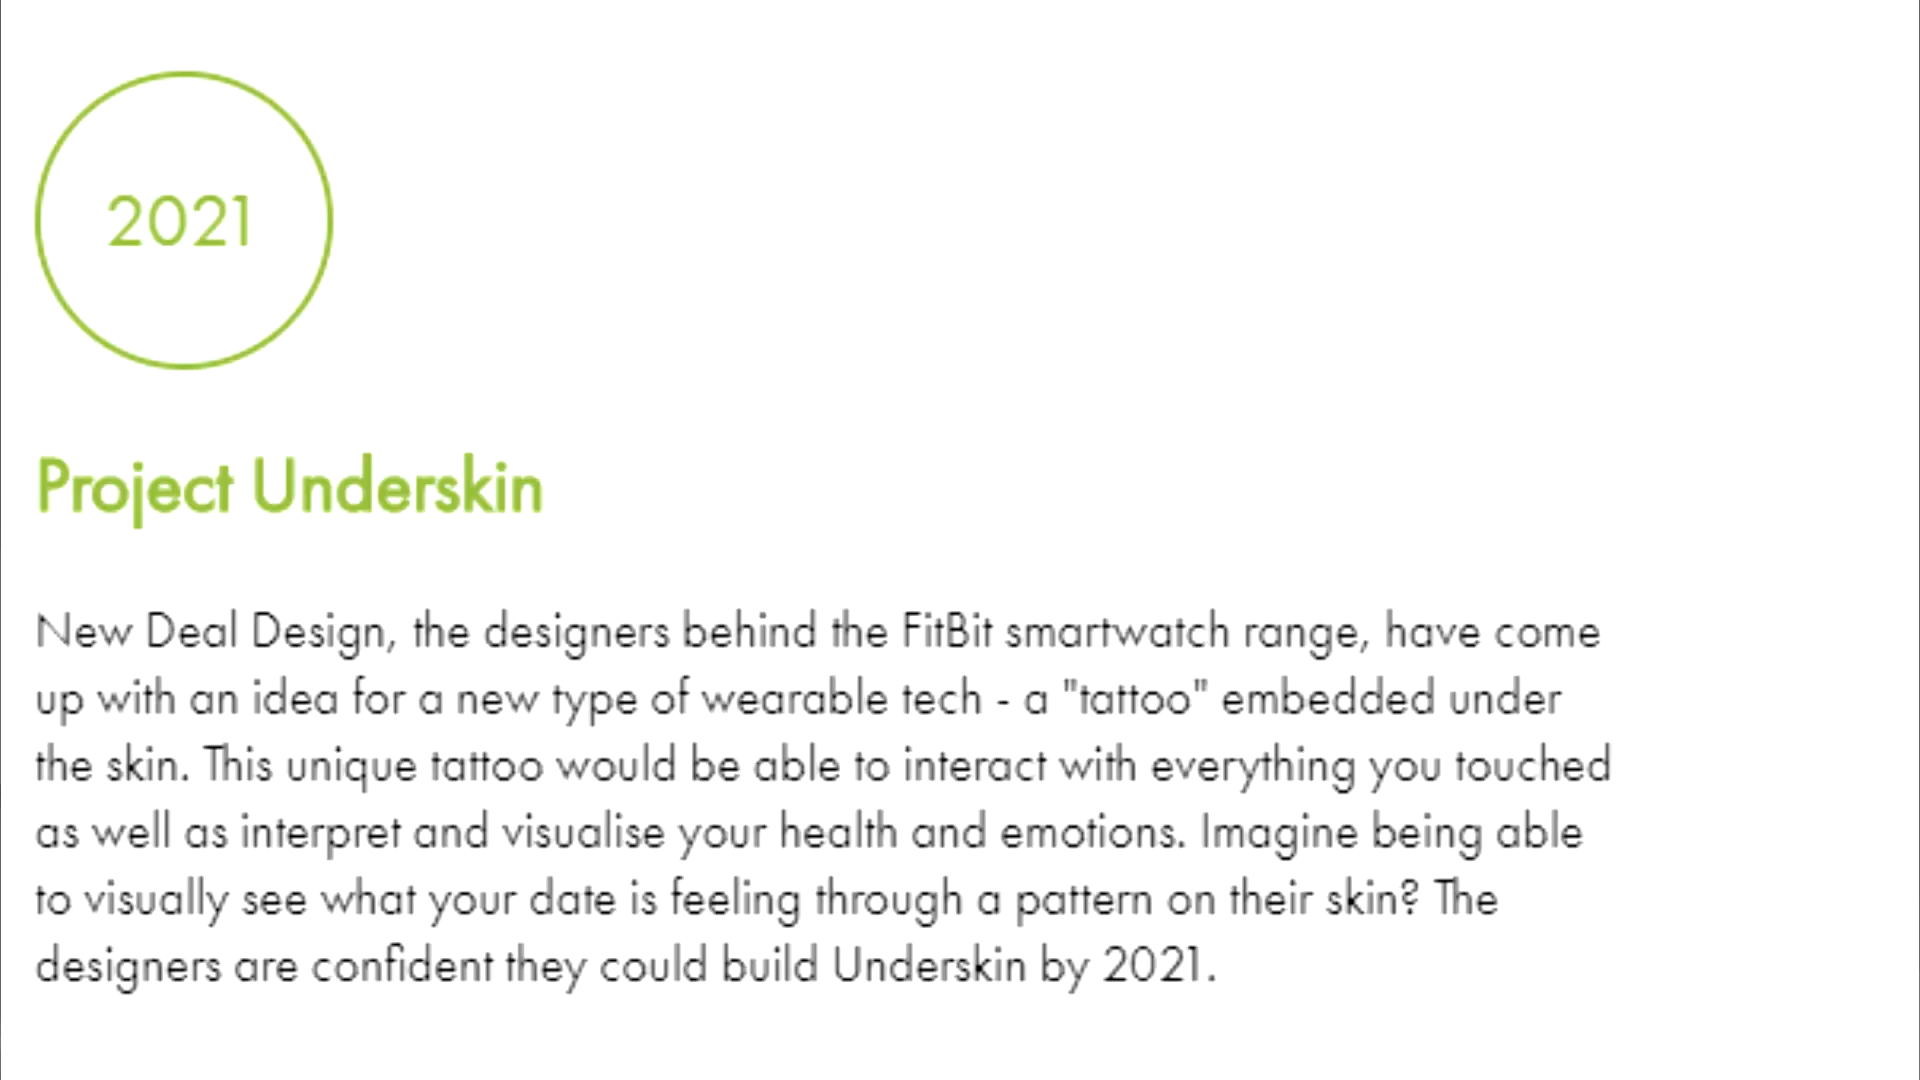 2021
Project Underskin
New Deal Design, the designers behind the FitBit smartwatch range, have come
up with an idea for a new type of wearable tech - a "tattoo" embedded under
the skin. This unique tattoo would be able to interact with everything you touched
as well as interpret and visualise your health and emotions. Imagine being able
to visually see what your date is feeling through a pattern on their skin? The
designers are confident they could build Underskin by 2021.